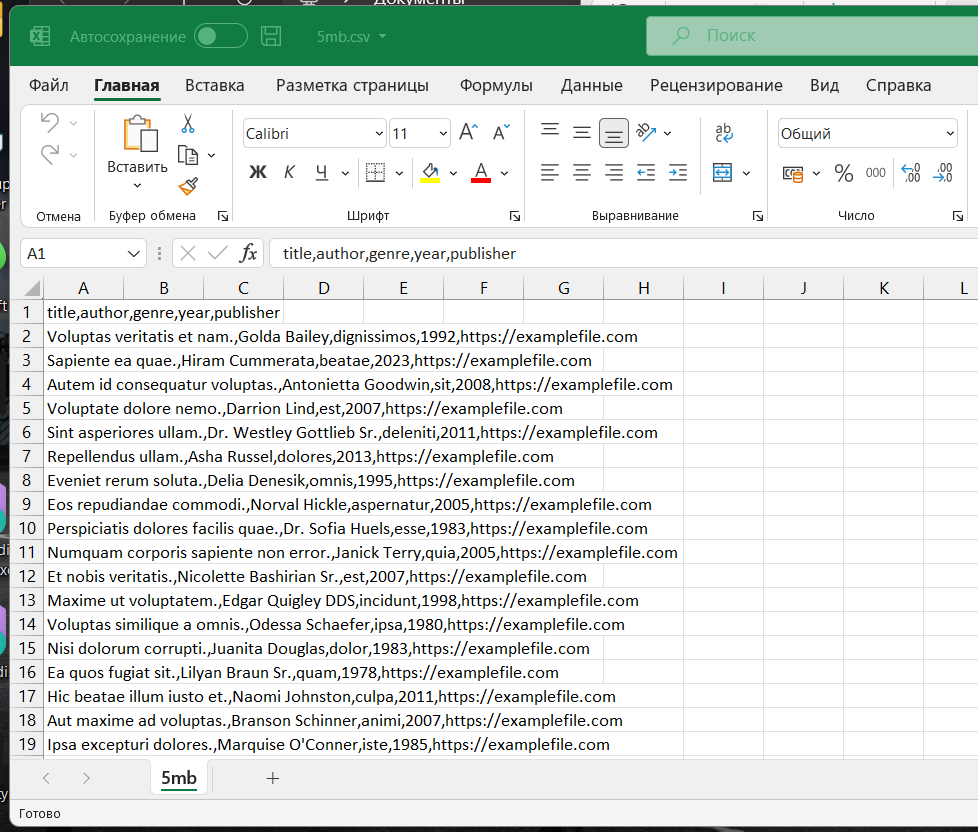 Документы
Автосохранение 5mb.csv Поиск
Файл Главная Вставка Разметка страницы Формулы Данные Рецензирование Вид Справка
Calibri 11 ab Общий
Вставить Ж К Ч А % 000 ,00
Отмена Буфер обмена Шрифт Выравнивание Число
A1 fx title,author,genre,year,publisher
A B C D E F G H I J K L
1 title,author,genre,year,publisher
2 Voluptas veritatis et nam.,Golda Bailey,dignissimos,1992,https://examplefile.com
3 Sapiente ea quae.,Hiram Cummerata,beatae,2023,https://examplefile.com
4 Autem id consequatur voluptas.,Antonietta Goodwin,sit,2008,https://examplefile.com
5 Voluptate dolore nemo.,Darrion Lind,est,2007,https://examplefile.com
6 Sint asperiores ullam.,Dr. Westley Gottlieb Sr.,deleniti,2011,https://examplefile.com
7 Repellendus ullam.,Asha Russel,dolores,2013,https://examplefile.com
8 Eveniet rerum soluta.,Delia Denesik,omnis,1995,https://examplefile.com
9 Eos repudiandae commodi.,Norval Hickle,aspernatur,2005,https://examplefile.com
10 Perspiciatis dolores facilis quae.,Dr. Sofia Huels,esse,1983,https://examplefile.com
11 Numquam corporis sapiente non error.,Janick Terry,quia,2005,https://examplefile.com
12 Et nobis veritatis.,Nicolette Bashirian Sr.,est,2007,https://examplefile.com
13 Maxime ut voluptatem.,Edgar Quigley DDS,incidunt,1998,https://examplefile.com
14 Voluptas similique a omnis.,Odessa Schaefer,ipsa,1980,https://examplefile.com
15 Nisi dolorum corrupti.,Juanita Douglas,dolor,1983,https://examplefile.com
16 Ea quos fugiat sit.,Lilyan Braun Sr.,quam,1978,https://examplefile.com
17 Hic beatae illum iusto et.,Naomi Johnston,culpa,2011,https://examplefile.com
18 Aut maxime ad voluptas.,Branson Schinner,animi,2007,https://examplefile.com
19 Ipsa excepturi dolores.,Marquise O'Conner,iste,1985,https://examplefile.com
5mb
Готово